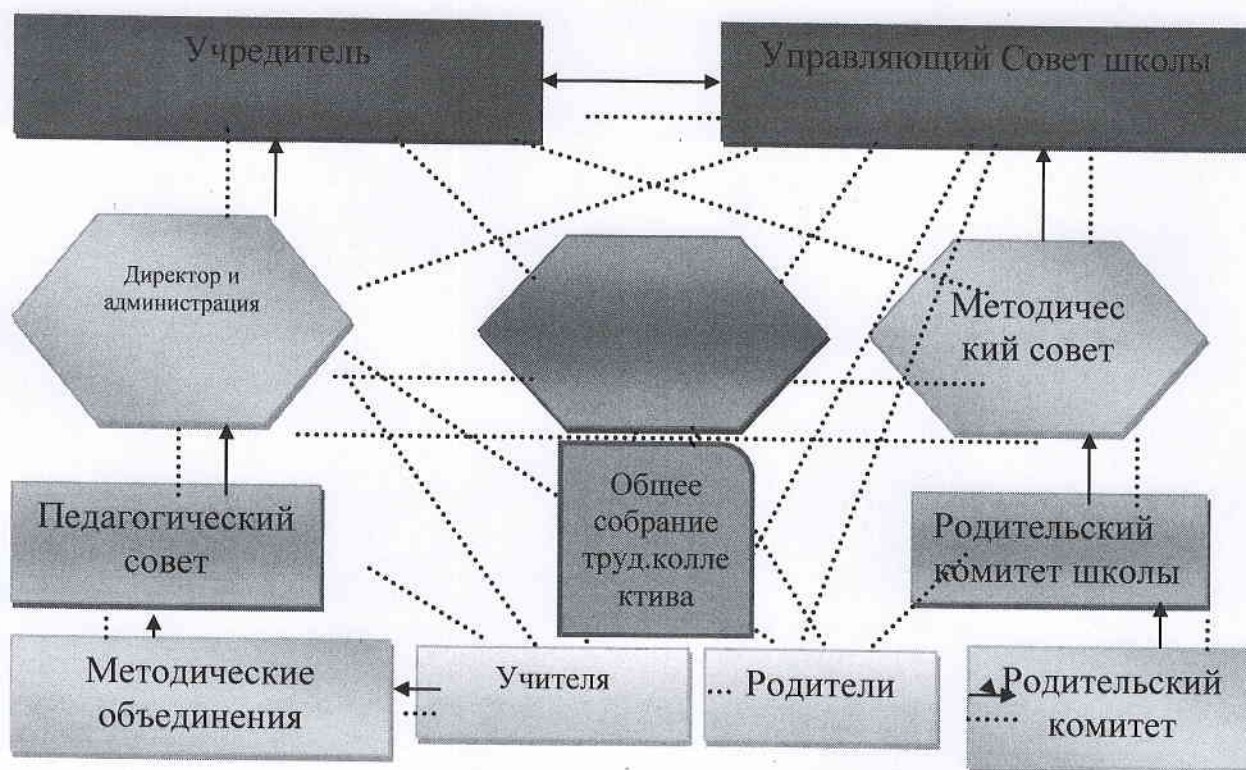 Учредитель
Управляющий Совет школы
Директор и
администрация
Методичес
кий совет
Общее
собрание
труд.колле
ктива
Педагогический
совет
Родительский
комитет школы
Методические
объединения
Учителя
... Родители
Родительский
комитет